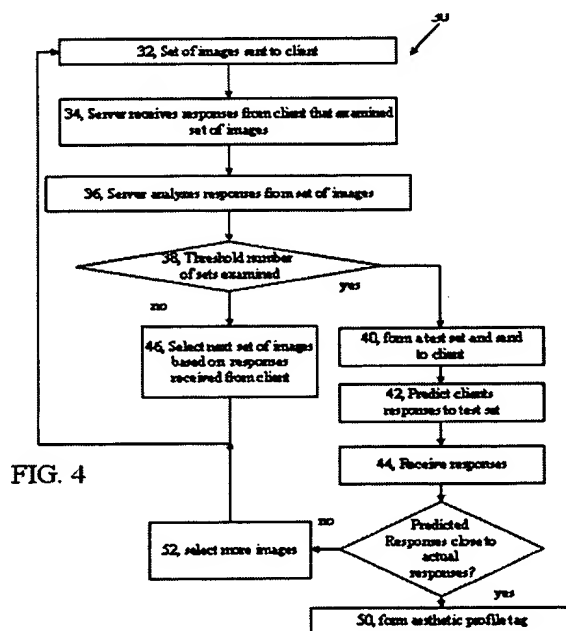 30
32, Set of images sent to client
34, Server receives responses from client that examined
set of images
36, Server analyzes responses from set of images
38, Threshold number
of sets examined
no
yes
46, Select next set of images
based on responses
received from client
40, form a test set and send
to client
42, Predict clients
responses to test set
44, Receive responses
FIG. 4
Predicted
Responses close to
actual
responses?
no
52, select more images
yes
50, form aesthetic profile tag